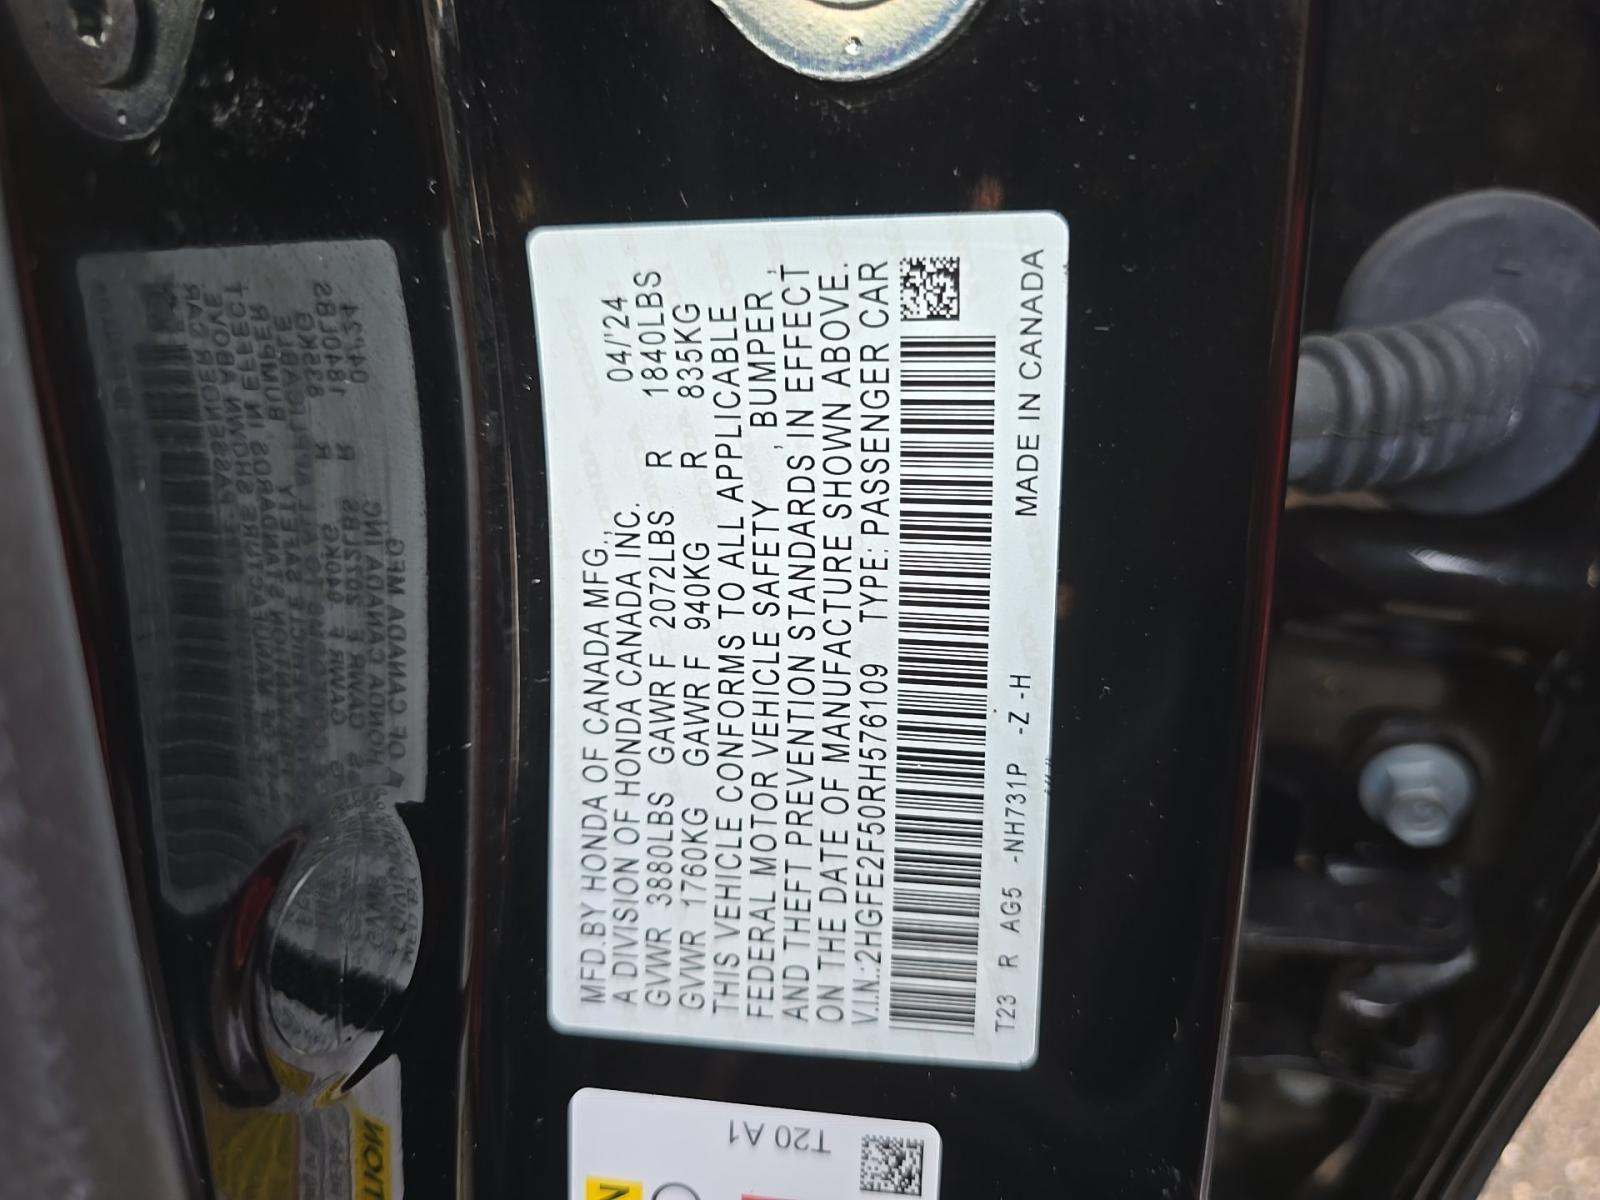 MFD.BY HONDA OF CANADA MFG.,
A DIVISION OF HONDA CANADA INC. 04/'24
GVWR 3880LBS GAWR F 2072LBS R 1840LBS
GVWR 1760KG GAWR F 940KG R 835KG
THIS VEHICLE CONFORMS TO ALL APPLICABLE
FEDERAL MOTOR VEHICLE SAFETY , BUMPER,
AND THEFT PREVENTION STANDARDS IN EFFECT
ON THE DATE OF MANUFACTURE SHOWN ABOVE.
V.I.N.:2HGFE2F50RH576109 TYPE: PASSENGER CAR
T23 R AG5 -NH731P -Z -H MADE IN CANADA
T20 A1